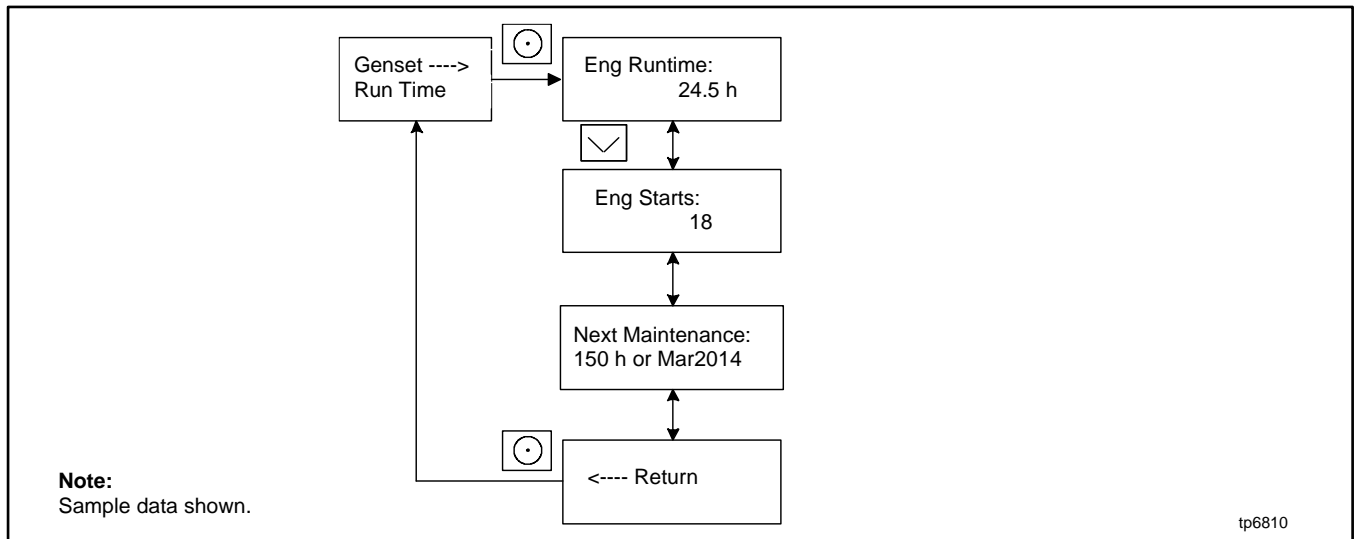 Genset ---->
Run Time
Eng Runtime:
24.5 h
Eng Starts:
18
Next Maintenance:
150 h or Mar2014
<---- Return
Note:
Sample data shown.
tp6810